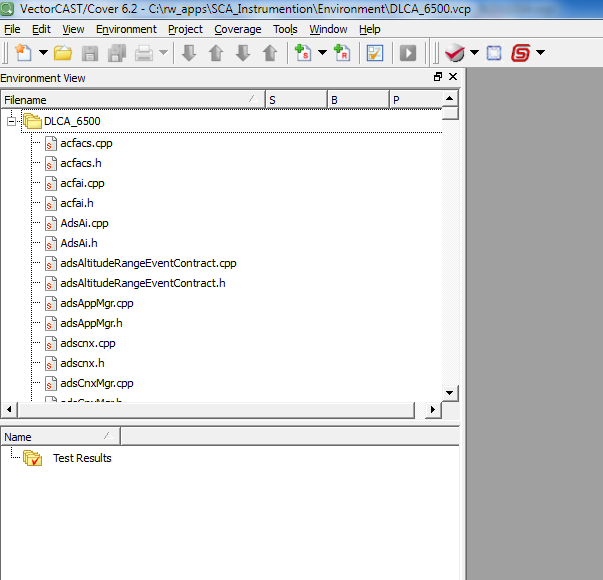 VectorCAST/Cover 6.2 - C:\rw_apps\SCA_Instrumention\Environment\DLCA_6500.vcp
File Edit View Environment Project Coverage Tools Window Help
Environment View
Filename S B P
DLCA_6500
acfacs.cpp
acfacs.h
acfai.cpp
acfai.h
AdsAi.cpp
AdsAi.h
adsAltitudeRangeEventContract.cpp
adsAltitudeRangeEventContract.h
adsAppMgr.cpp
adsAppMgr.h
adscnx.cpp
adscnx.h
adsCnxMgr.cpp
adsCnxMgr.h
Name
Test Results